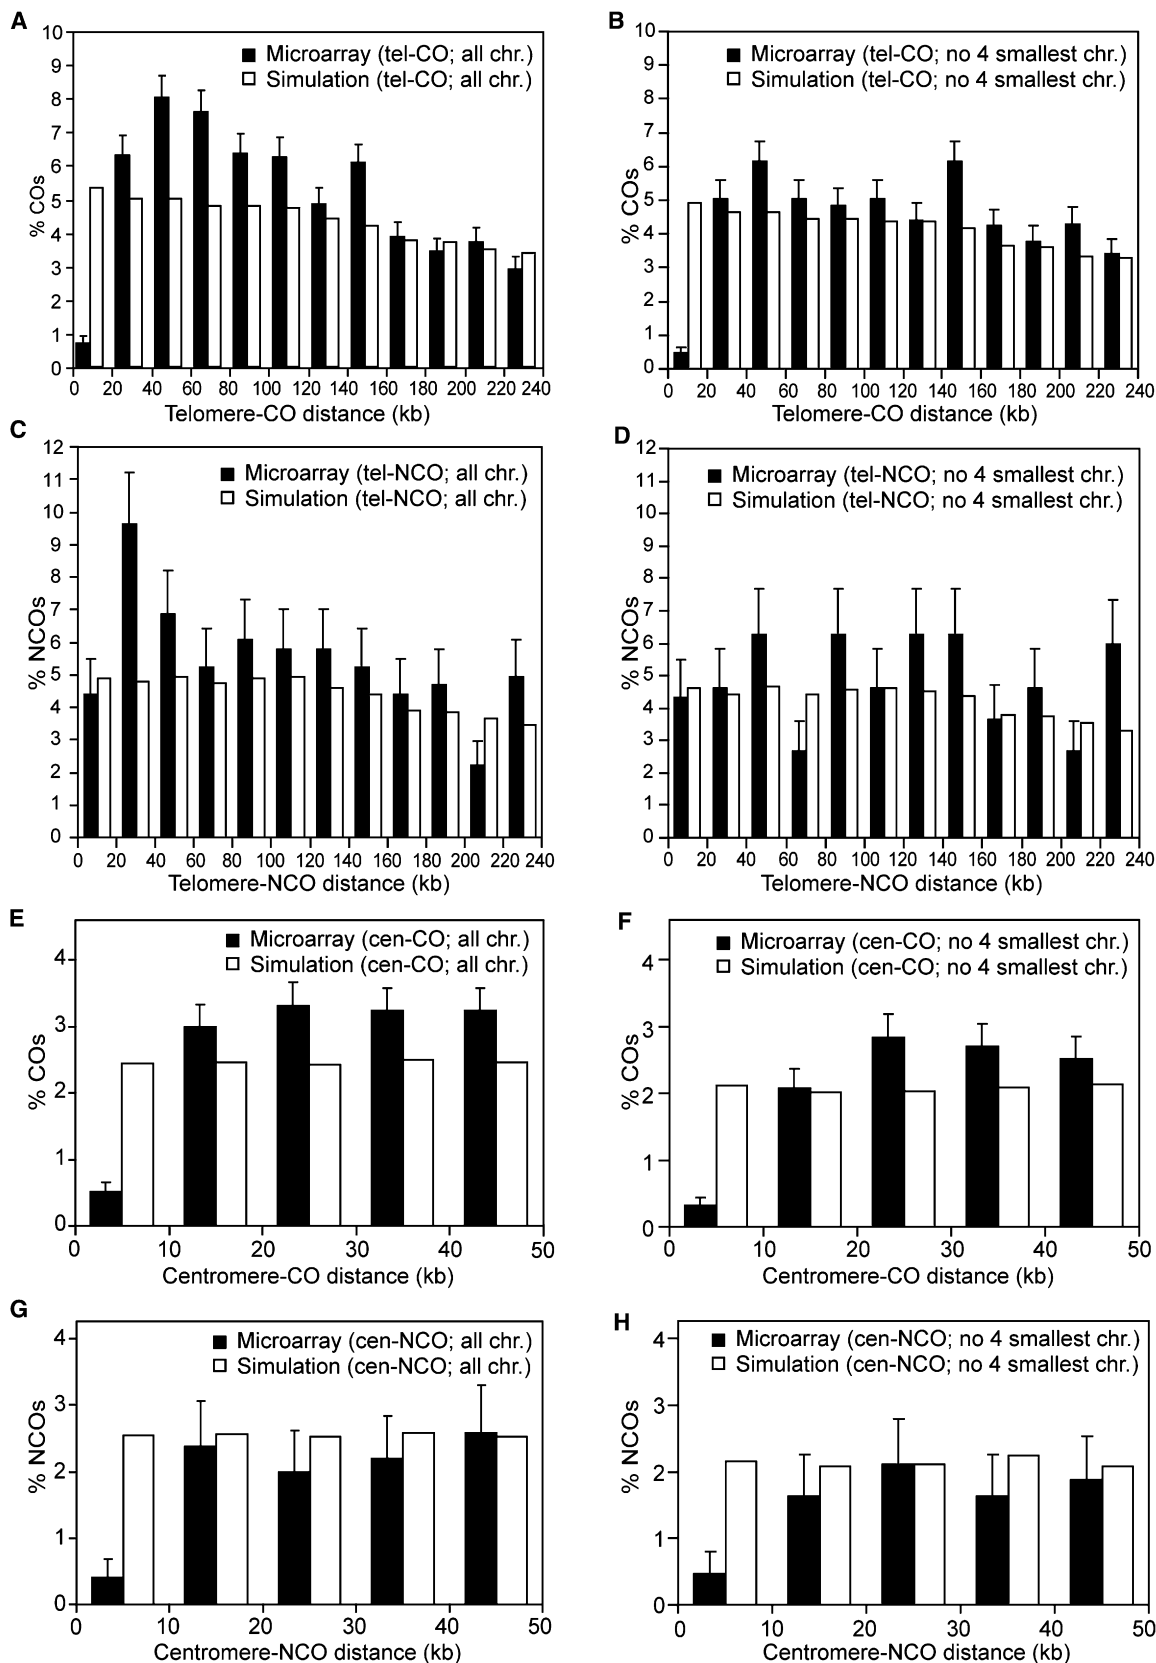 A
Microarray (tel-CO; all chr.)
Simulation (tel-CO; all chr.)
% COs
10
9
8
7
6
5
4
3
2
1
0
0 20 40 60 80 100 120 140 160 180 200 220 240
Telomere-CO distance (kb)
B
Microarray (tel-CO; no 4 smallest chr.)
Simulation (tel-CO; no 4 smallest chr.)
% COs
10
9
8
7
6
5
4
3
2
1
0
0 20 40 60 80 100 120 140 160 180 200 220 240
Telomere-CO distance (kb)
C
Microarray (tel-NCO; all chr.)
Simulation (tel-NCO; all chr.)
% NCOs
12
11
10
9
8
7
6
5
4
3
2
1
0
0 20 40 60 80 100 120 140 160 180 200 220 240
Telomere-NCO distance (kb)
D
Microarray (tel-NCO; no 4 smallest chr.)
Simulation (tel-NCO; no 4 smallest chr.)
% NCOs
12
11
10
9
8
7
6
5
4
3
2
1
0
0 20 40 60 80 100 120 140 160 180 200 220 240
Telomere-NCO distance (kb)
E
Microarray (cen-CO; all chr.)
Simulation (cen-CO; all chr.)
% COs
4
3
2
1
0
0 10 20 30 40 50
Centromere-CO distance (kb)
F
Microarray (cen-CO; no 4 smallest chr.)
Simulation (cen-CO; no 4 smallest chr.)
% COs
4
3
2
1
0
0 10 20 30 40 50
Centromere-CO distance (kb)
G
Microarray (cen-NCO; all chr.)
Simulation (cen-NCO; all chr.)
% NCOs
4
3
2
1
0
0 10 20 30 40 50
Centromere-NCO distance (kb)
H
Microarray (cen-NCO; no 4 smallest chr.)
Simulation (cen-NCO; no 4 smallest chr.)
% NCOs
4
3
2
1
0
0 10 20 30 40 50
Centromere-NCO distance (kb)